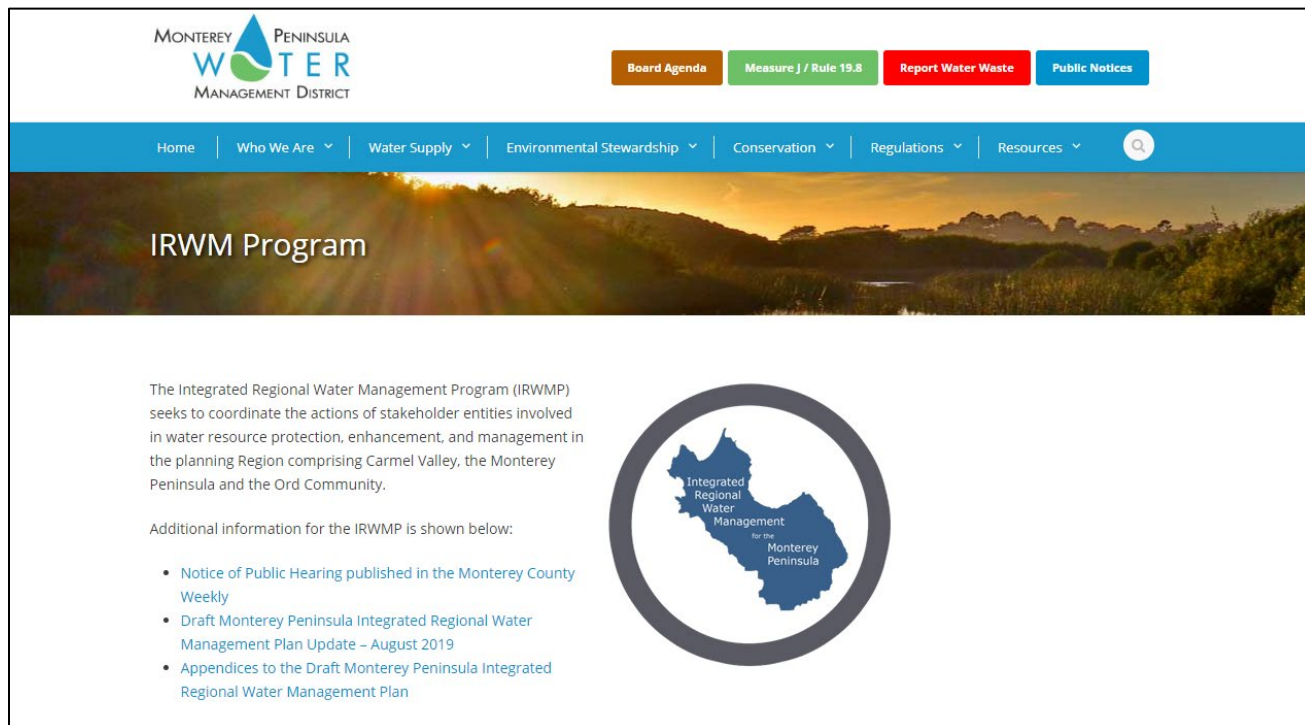 MONTEREY PENINSULA
WATER
MANAGEMENT DISTRICT
Board Agenda
Measure J / Rule 19.8
Report Water Waste
Public Notices
Home
Who We Are
Water Supply
Environmental Stewardship
Conservation
Regulations
Resources
IRWM Program
The Integrated Regional Water Management Program (IRWMP)
seeks to coordinate the actions of stakeholder entities involved
in water resource protection, enhancement, and management in
the planning Region comprising Carmel Valley, the Monterey
Peninsula and the Ord Community.
Additional information for the IRWMP is shown below:
• Notice of Public Hearing published in the Monterey County
Weekly
• Draft Monterey Peninsula Integrated Regional Water
Management Plan Update – August 2019
• Appendices to the Draft Monterey Peninsula Integrated
Regional Water Management Plan
Integrated
Regional
Water
Management
for the
Monterey
Peninsula